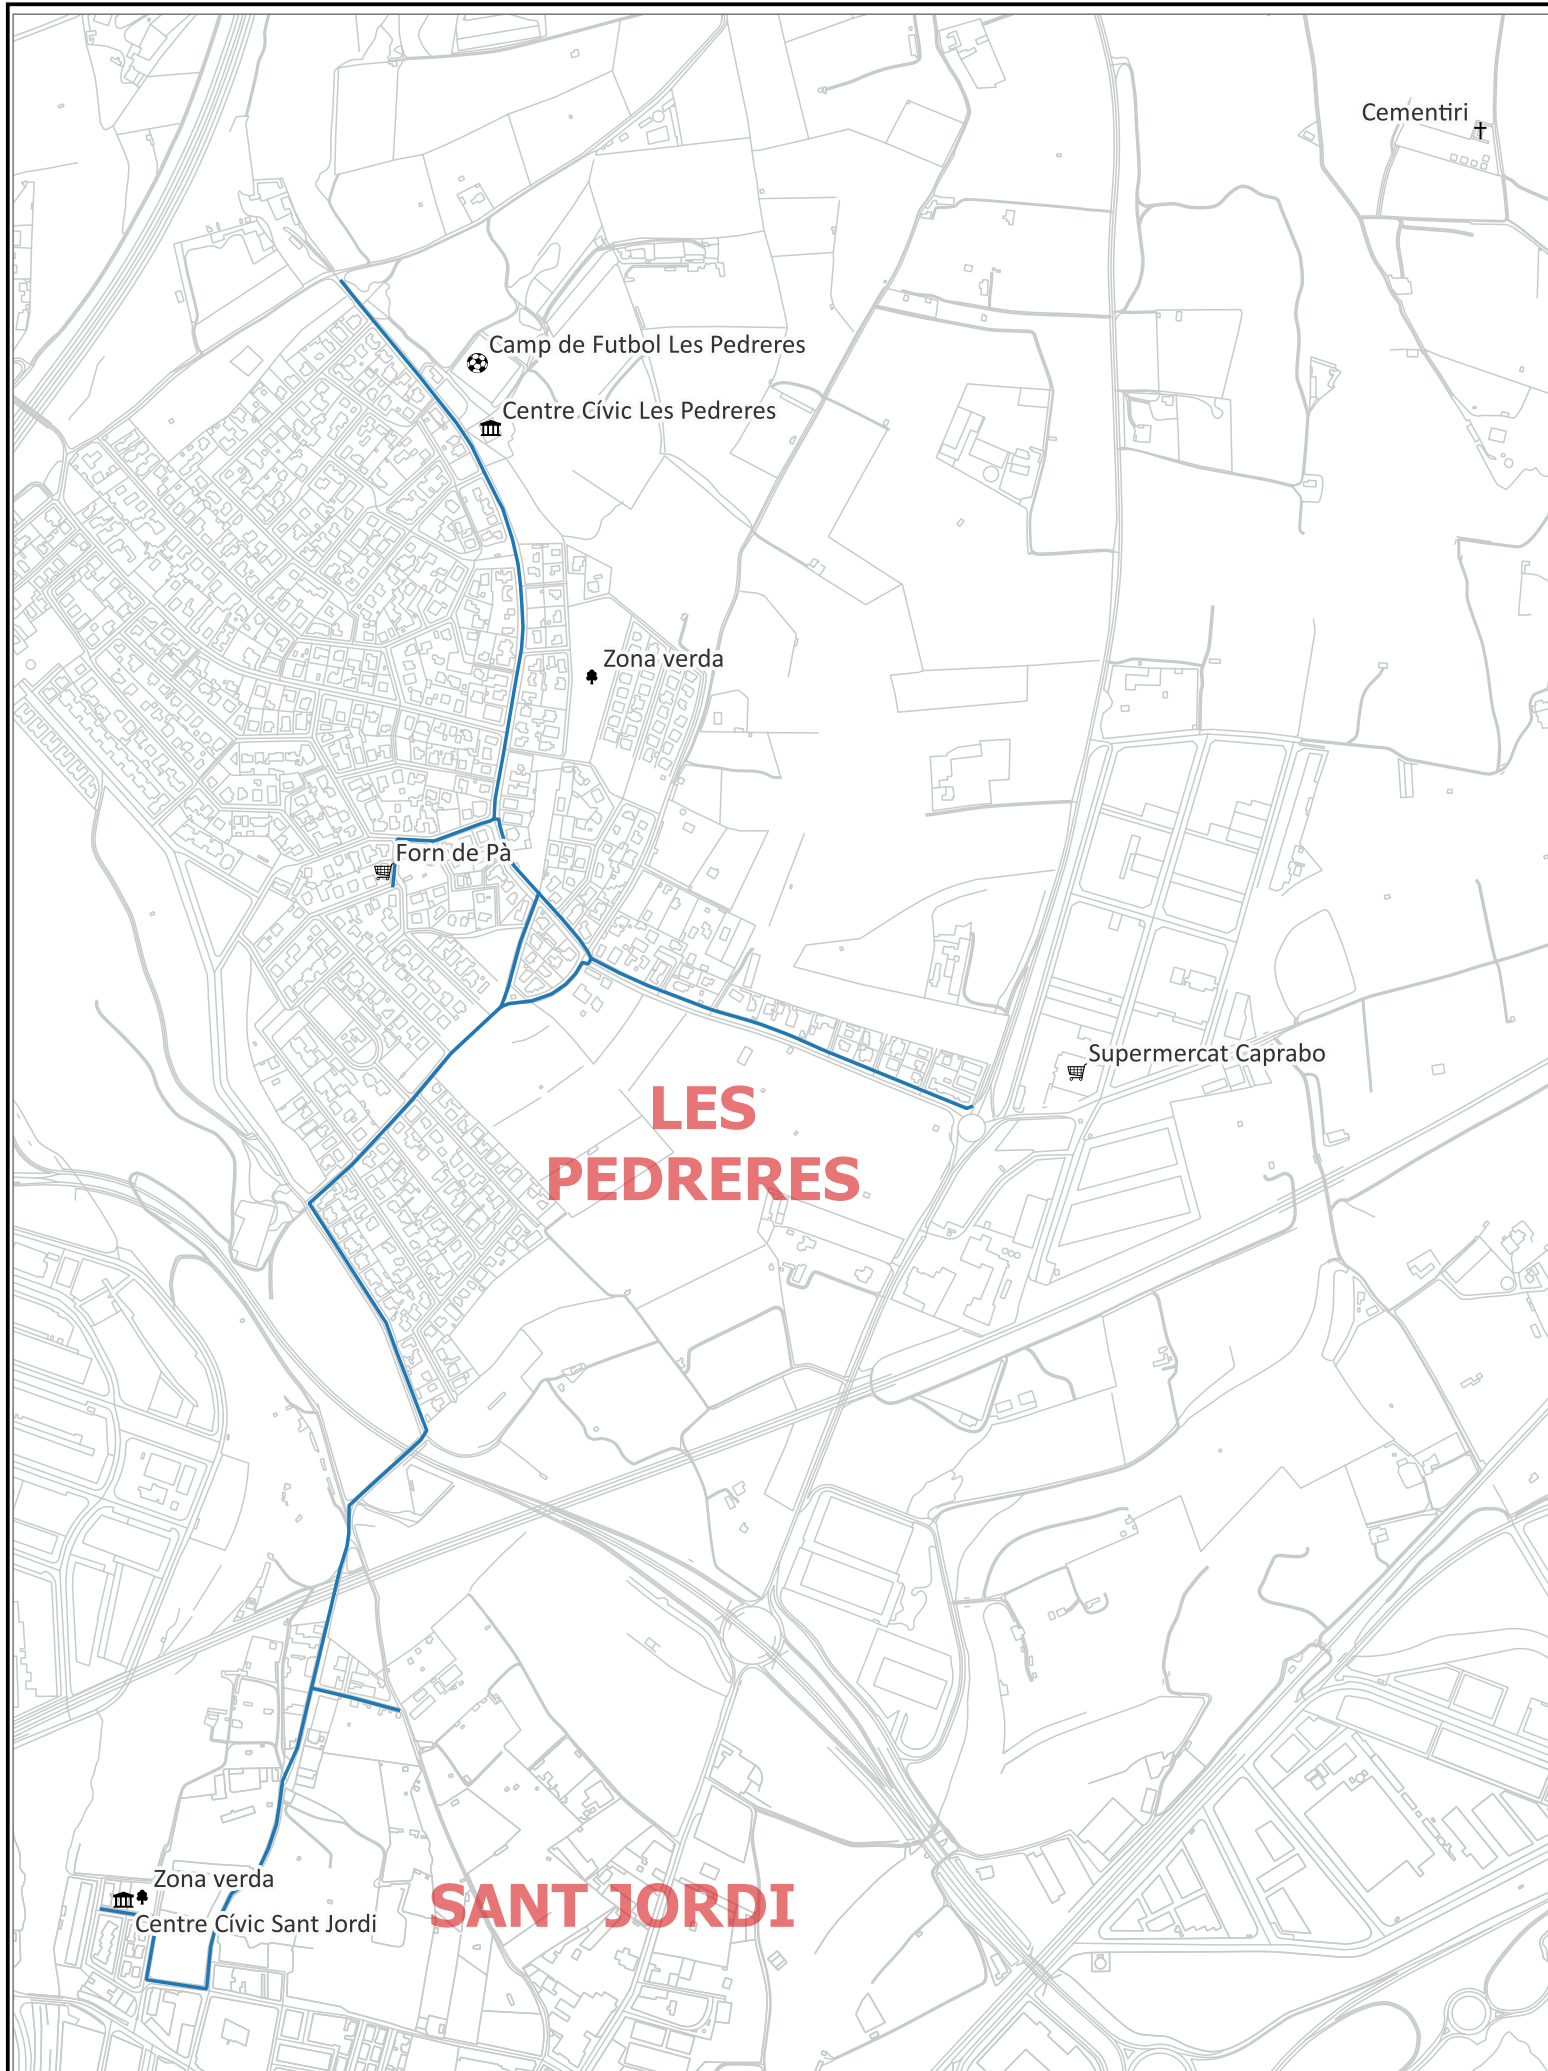 Cementiri
Camp de Futbol Les Pedreres
Centre Cívic Les Pedreres
Zona verda
Forn de Pà
Supermercat Caprabo
LES
PEDRERES
Zona verda
SANT JORDI
Centre Cívic Sant Jordi